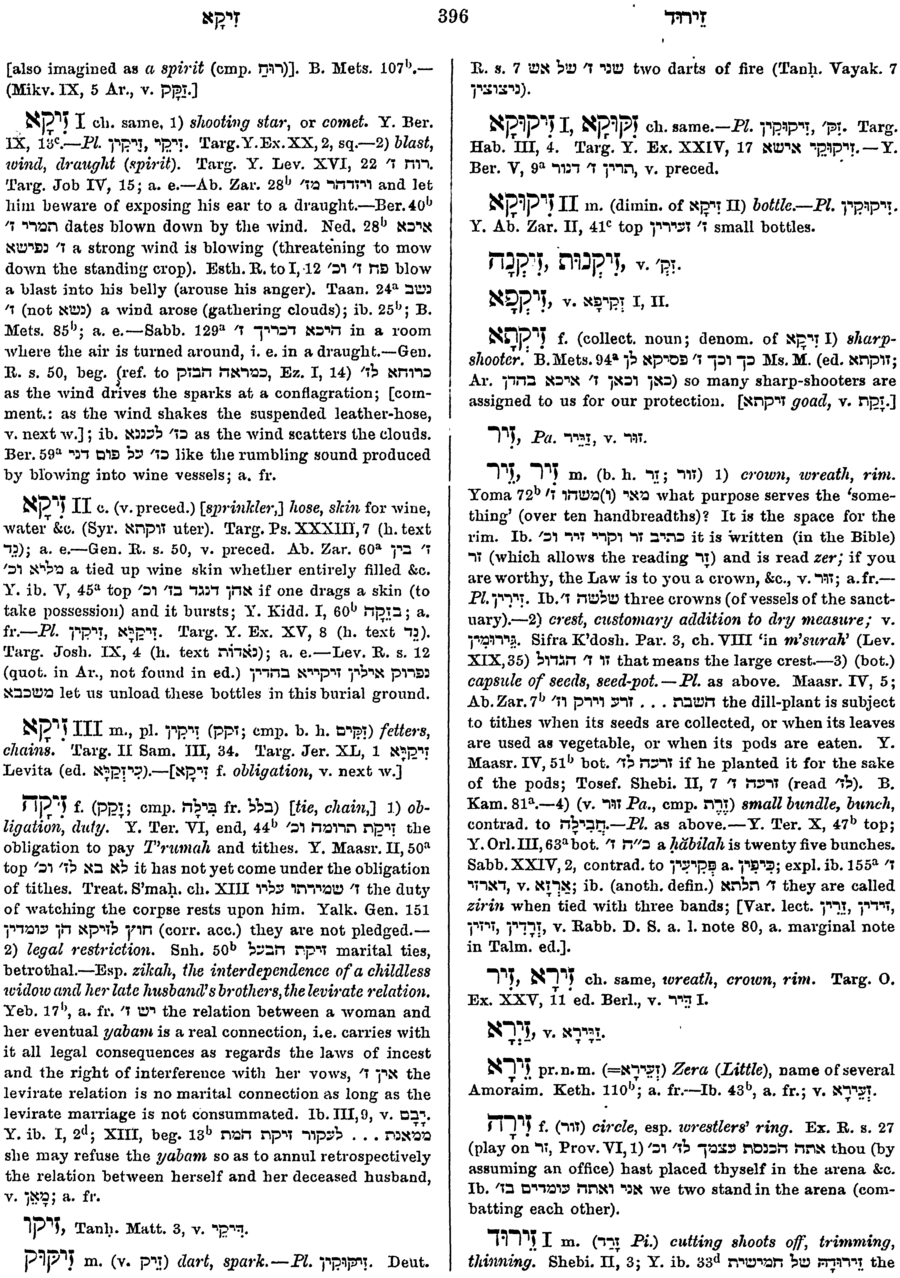 זִיקָא 396 זֵירוּד
[also imagined as a spirit (cmp. רוּחַ)]. B. Mets. 107ᵇ.—
(Mikv. IX, 5 Ar., v. זֶקֶק.]
זִיקָא I ch. same, 1) shooting star, or comet. Y. Ber.
IX, 13ᶜ.—Pl. זִיקִין, זִיקֵי. Targ. Y. Ex. XX, 2, sq.—2) blast,
wind, draught (spirit). Targ. Y. Lev. XVI, 22 רוח ז'.
Targ. Job IV, 15; a. e.—Ab. Zar. 28ᵇ ויזדהר מז' and let
him beware of exposing his ear to a draught.—Ber. 40ᵇ
תמרי ז' dates blown down by the wind. Ned. 28ᵇ איכא
ז' נפישא a strong wind is blowing (threatening to mow
down the standing crop). Esth. R. to I, 12 פח ז' וכ' blow
a blast into his belly (arouse his anger). Taan. 24ᵃ נשב
ז' (not נשא) a wind arose (gathering clouds); ib. 25ᵇ; B.
Mets. 85ᵇ; a. e.—Sabb. 129ᵃ היכא דכריך ז' in a room
where the air is turned around, i. e. in a draught.—Gen.
R. s. 50, beg. (ref. to כמראה הבזק, Ez. I, 14) כרוחא לז'
as the wind drives the sparks at a conflagration; [com-
ment.: as the wind shakes the suspended leather-hose,
v. next w.]; ib. כז' לעננא as the wind scatters the clouds.
Ber. 59ᵃ כז' על פום דני like the rumbling sound produced
by blowing into wine vessels; a. fr.
זִיקָא II c. (v. preced.) [sprinkler,] hose, skin for wine,
water &c. (Syr. זוקתא uter). Targ. Ps. XXXIII, 7 (h. text
נֵד); a. e.—Gen. R. s. 50, v. preced. Ab. Zar. 60ᵃ ז' בין
מליא וכ' a tied up wine skin whether entirely filled &c.
Y. ib. V, 45ᵃ top אהן דנגד בז' וכ' if one drags a skin (to
take possession) and it bursts; Y. Kidd. I, 60ᵇ בזִקָה; a.
fr.—Pl. זִיקַיָּא, זִיקִין. Targ. Y. Ex. XV, 8 (h. text נֵד).
Targ. Josh. IX, 4 (h. text נֹאדוֹת); a. e.—Lev. R. s. 12
(quot. in Ar., not found in ed.) נפרוק אילין זיקייא בהדין
משכבא let us unload these bottles in this burial ground.
זִיקָא III m., pl. זִיקִין (זקק; cmp. b. h. זִקִּים) fetters,
chains. Targ. II Sam. III, 34. Targ. Jer. XL, 1 זִיקַיָּא
Levita (ed. שִׁיזְקַיָּא).—[זִיקָא f. obligation, v. next w.]
זִיקָה f. (זָקַק; cmp. בִּילָה fr. בלל) [tie, chain,] 1) ob-
ligation, duty. Y. Ter. VI, end, 44ᵇ זִיקַת תרומה וכ' the
obligation to pay T'rumah and tithes. Y. Maasr. II, 50ᵃ
top לא בא לז' וכ' it has not yet come under the obligation
of tithes. Treat. S'maḥ. ch. XIII ז' שמירתו עליו the duty
of watching the corpse rests upon him. Yalk. Gen. 151
חוץ לזיקא הן עומדין (corr. acc.) they are not pledged.—
2) legal restriction. Snh. 50ᵇ זיקת הבעל marital ties,
betrothal.—Esp. zikah, the interdependence of a childless
widow and her late husband's brothers, the levirate relation.
Yeb. 17ᵇ, a. fr. יש ז' the relation between a woman and
her eventual yabam is a real connection, i.e. carries with
it all legal consequences as regards the laws of incest
and the right of interference with her vows, אין ז' the
levirate relation is no marital connection as long as the
levirate marriage is not consummated. Ib. III, 9, v. יָבָם.
Y. ib. I, 2ᵈ; XIII, beg. 13ᵇ ממאנת . . . לעקור זיקת המת
she may refuse the yabam so as to annul retrospectively
the relation between herself and her deceased husband,
v. מָאֵן; a. fr.
זִיקוּ, Tanḥ. Matt. 3, v. דִּיקֵי.
זִיקוּק m. (v. זִיק) dart, spark.—Pl. זִיקּוּקִין. Deut.
R. s. 7 שני ז' של אש two darts of fire (Tanḥ. Vayak. 7
ניצוצין).
זִיקוּקָא I, זִקּוּקָא ch. same.—Pl. זִיקּוּקִין, זִק'. Targ.
Hab. III, 4. Targ. Y. Ex. XXIV, 17 זִיקּוּקֵי אישא.—Y.
Ber. V, 9ᵃ תרין ז' דנור, v. preced.
זִיקוּקָא II m. (dimin. of זִיקָא II) bottle.—Pl. זִיקוּקִין.
Y. Ab. Zar. II, 41ᶜ top ז' זעירין small bottles.
זִיקְנָה, זִיקְנוּת, v. זִק'.
זִיקְפָא, v. זְקִיפָא I, II.
זִיקְתָא f. (collect. noun; denom. of זִיקָא I) sharp-
shooter. B. Mets. 94ᵃ כך וכך ז' פסיקא לן Ms. M. (ed. זוקתא;
Ar. כאן וכאן ז' איכא בהדן) so many sharp-shooters are
assigned to us for our protection. [זיקתא goad, v. זָקַת.]
זִיר, Pa. זַיֵּיר, v. זוּר.
זִיר, זֵיר m. (b. h. זֵר; זור) 1) crown, wreath, rim.
Yoma 72ᵇ מאי (ו)משהו ז' what purpose serves the 'some-
thing' (over ten handbreadths)? It is the space for the
rim. Ib. כתיב זר וקרי זיר וכ' it is written (in the Bible)
זר (which allows the reading זָר) and is read zer; if you
are worthy, the Law is to you a crown, &c., v. זוּר; a. fr.—
Pl. זֵירִין. Ib. שלשה ז' three crowns (of vessels of the sanct-
uary).—2) crest, customary addition to dry measure; v.
גֵּירוּמִין. Sifra K'dosh. Par. 3, ch. VIII 'in m'surah' (Lev.
XIX, 35) זו ז' הגדול that means the large crest.—3) (bot.)
capsule of seeds, seed-pot.—Pl. as above. Maasr. IV, 5;
Ab. Zar. 7ᵇ השבת . . . זרע וירק וז' the dill-plant is subject
to tithes when its seeds are collected, or when its leaves
are used as vegetable, or when its pods are eaten. Y.
Maasr. IV, 51ᵇ bot. זרעה לז' if he planted it for the sake
of the pods; Tosef. Shebi. II, 7 זרעה ז' (read לז'). B.
Kam. 81ᵃ.—4) (v. זור Pa., cmp. זֶרֶת) small bundle, bunch,
contrad. to חֲבִילָה.—Pl. as above.—Y. Ter. X, 47ᵇ top;
Y. Orl. III, 63ᵃ bot. כ"ה ז' a ḥăbilah is twenty five bunches.
Sabb. XXIV, 2, contrad. to פְּקִיעִין a. כֵּיפִין; expl. ib. 155ᵃ ז'
דארזי, v. אַרְזָא; ib. (anoth. defin.) ז' תלתא they are called
zirin when tied with three bands; [Var. lect. זֵרִין, זידין,
זְרָדִין, זיזין, v. Rabb. D. S. a. l. note 80, a. marginal note
in Talm. ed.].
זִירָא, זִיר ch. same, wreath, crown, rim. Targ. O.
Ex. XXV, 11 ed. Berl., v. דֵּיר I.
זַיְרָא, v. זַיָּירָא.
זֵירָא pr. n. m. (=זְעֵירָא) Zera (Little), name of several
Amoraim. Keth. 110ᵇ; a. fr.—Ib. 43ᵇ, a. fr.; v. זְעֵירָא.
זִירָה f. (זור) circle, esp. wrestlers' ring. Ex. R. s. 27
(play on זר, Prov. VI, 1) אתה הכנסת עצמך לז' וכ' thou (by
assuming an office) hast placed thyself in the arena &c.
Ib. אני ואתה עומדים בז' we two stand in the arena (com-
batting each other).
זֵירוּד I m. (זָרַד Pi.) cutting shoots off, trimming,
thinning. Shebi. II, 3; Y. ib. 33ᵈ זֵירוּדָהּ של חמישית the